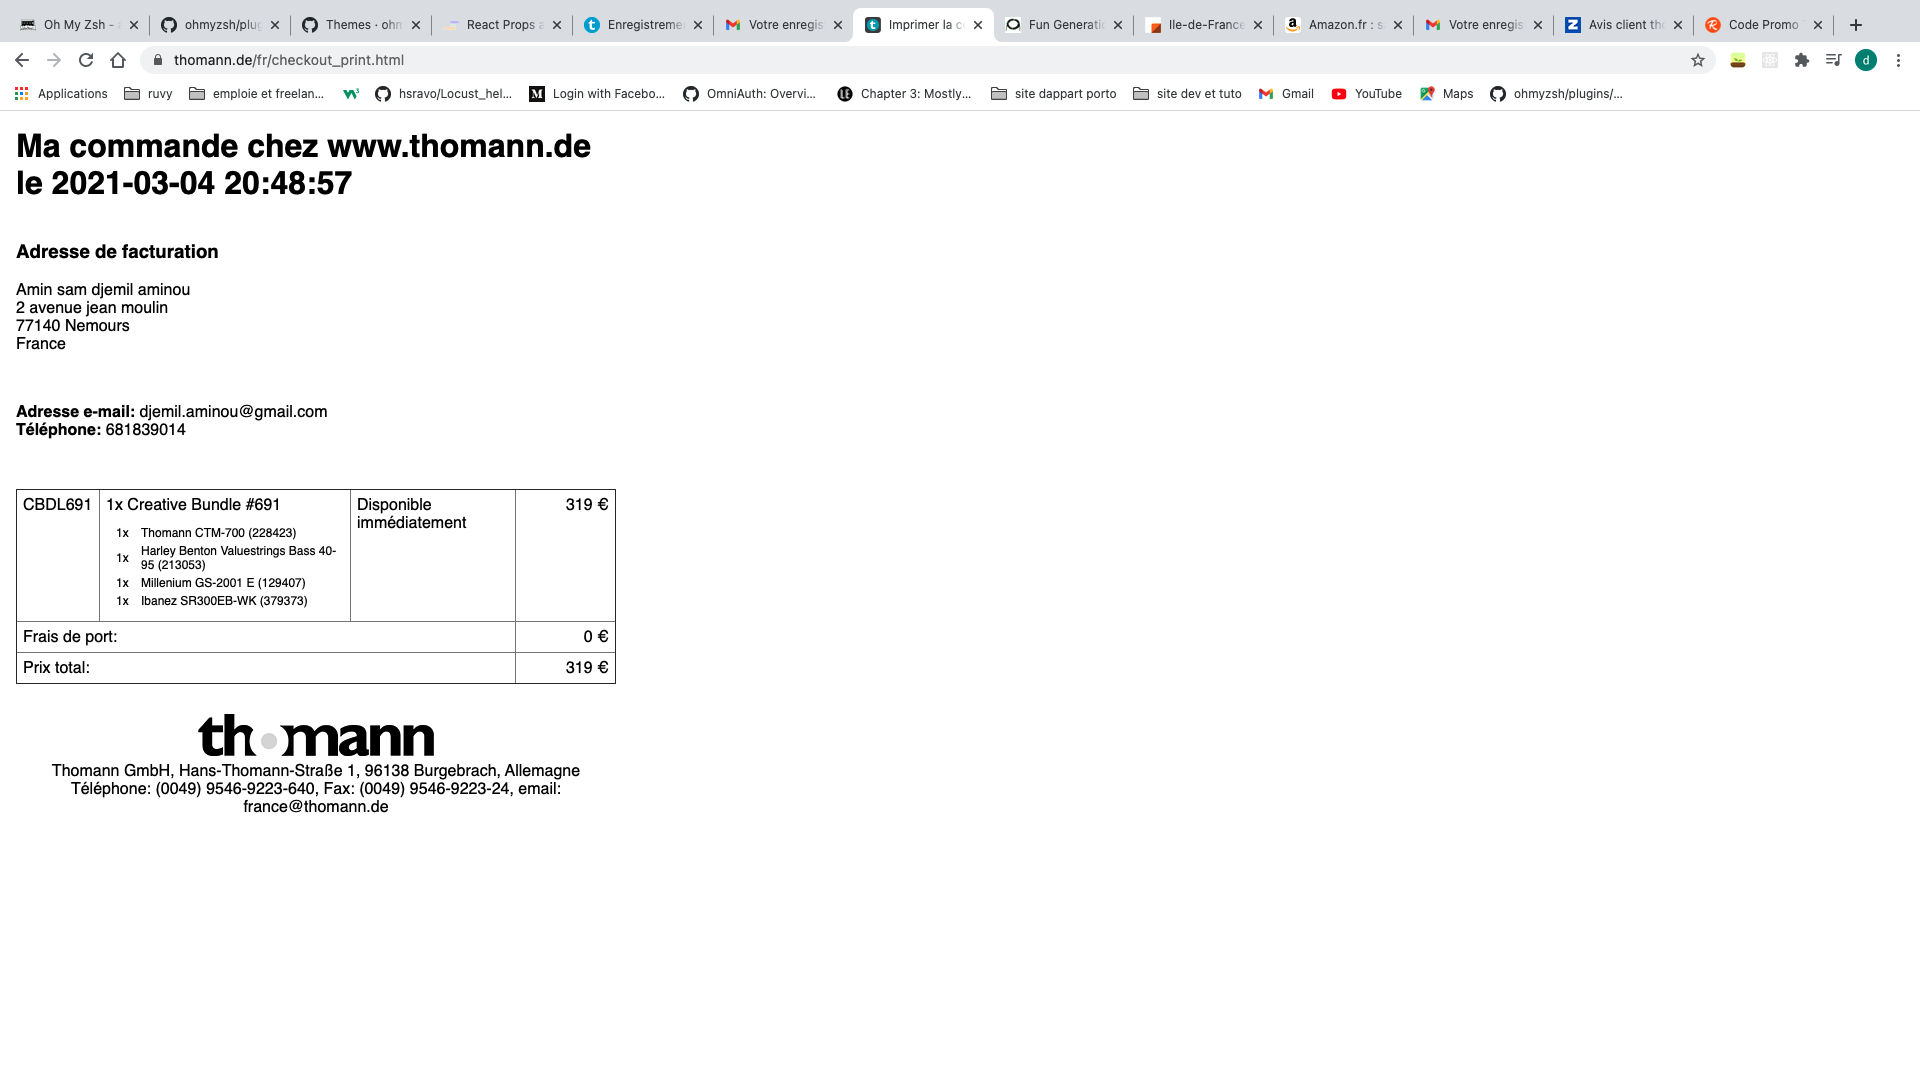 Oh My Zsh -
ohmyzsh/plug
Themes · ohm
React Props a
Enregistreme
Votre enregis
Imprimer la c
Fun Generatio
Ile-de-France
Amazon.fr : s
Votre enregis
Avis client th
Code Promo
thomann.de/fr/checkout_print.html
d
Applications
ruvy
emploie et freelan...
hsravo/Locust_hel...
Login with Facebo...
OmniAuth: Overvi...
Chapter 3: Mostly...
site dappart porto
site dev et tuto
Gmail
YouTube
Maps
ohmyzsh/plugins/...
Ma commande chez www.thomann.de
le 2021-03-04 20:48:57
Adresse de facturation
Amin sam djemil aminou
2 avenue jean moulin
77140 Nemours
France
Adresse e-mail: djemil.aminou@gmail.com
Téléphone: 681839014
CBDL691 1x Creative Bundle #691 Disponible 319 €
immédiatement
1x Thomann CTM-700 (228423)
1x Harley Benton Valuestrings Bass 40-
95 (213053)
1x Millenium GS-2001 E (129407)
1x Ibanez SR300EB-WK (379373)
Frais de port: 0 €
Prix total: 319 €
thomann
Thomann GmbH, Hans-Thomann-Straße 1, 96138 Burgebrach, Allemagne
Téléphone: (0049) 9546-9223-640, Fax: (0049) 9546-9223-24, email:
france@thomann.de